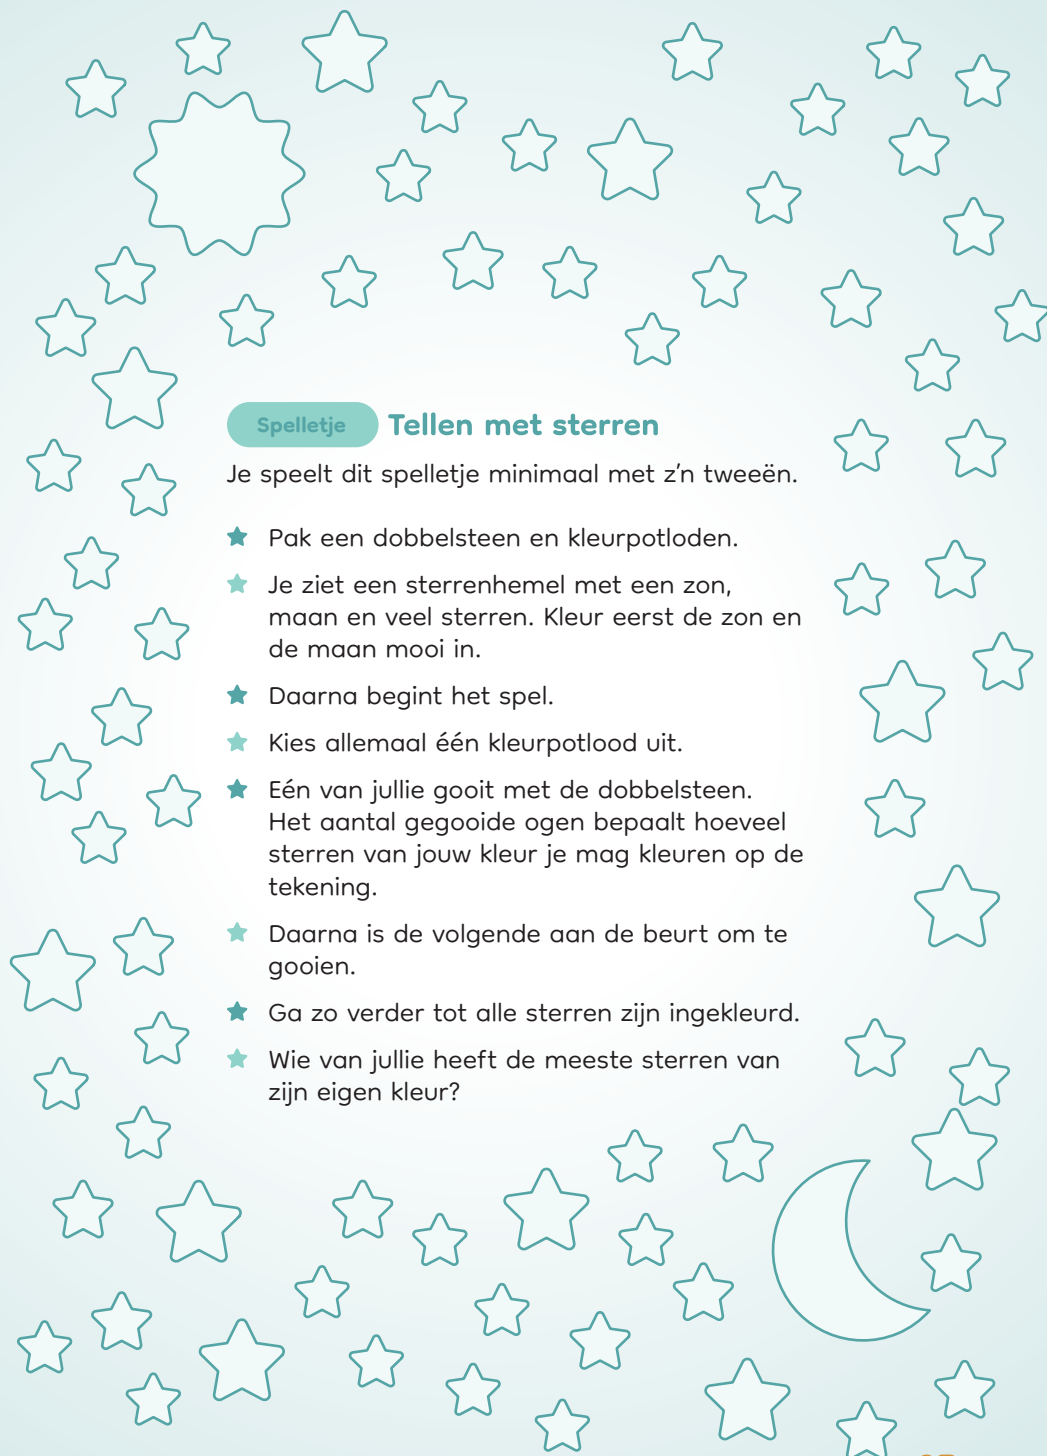 Spelletje Tellen met sterren
Je speelt dit spelletje minimaal met z'n tweeën.
Pak een dobbelsteen en kleurpotloden.
Je ziet een sterrenhemel met een zon,
maan en veel sterren. Kleur eerst de zon en
de maan mooi in.
Daarna begint het spel.
Kies allemaal één kleurpotlood uit.
Eén van jullie gooit met de dobbelsteen.
Het aantal gegooide ogen bepaalt hoeveel
sterren van jouw kleur je mag kleuren op de
tekening.
Daarna is de volgende aan de beurt om te
gooien.
Ga zo verder tot alle sterren zijn ingekleurd.
Wie van jullie heeft de meeste sterren van
zijn eigen kleur?